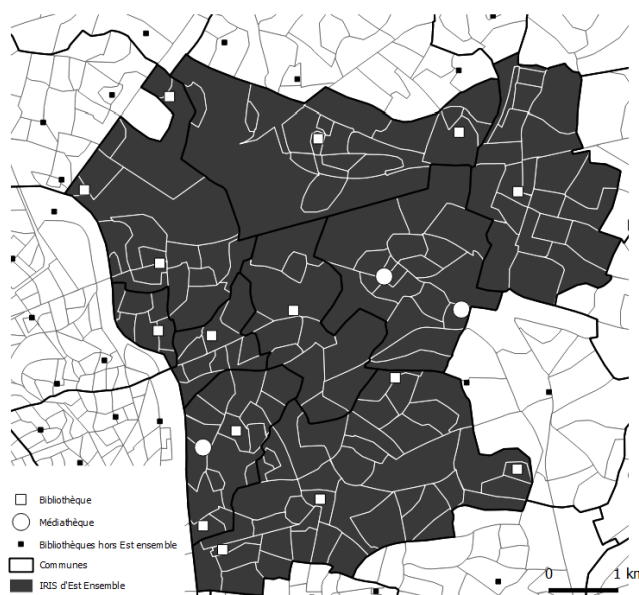 Bibliothèque
Médiathèque
Bibliothèques hors Est ensemble
Communes
IRIS d'Est Ensemble
0 1 km